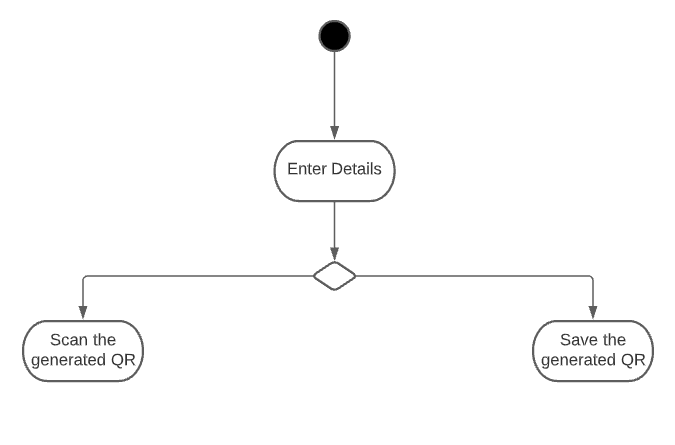 Enter Details
Scan the
generated QR
Save the
generated QR